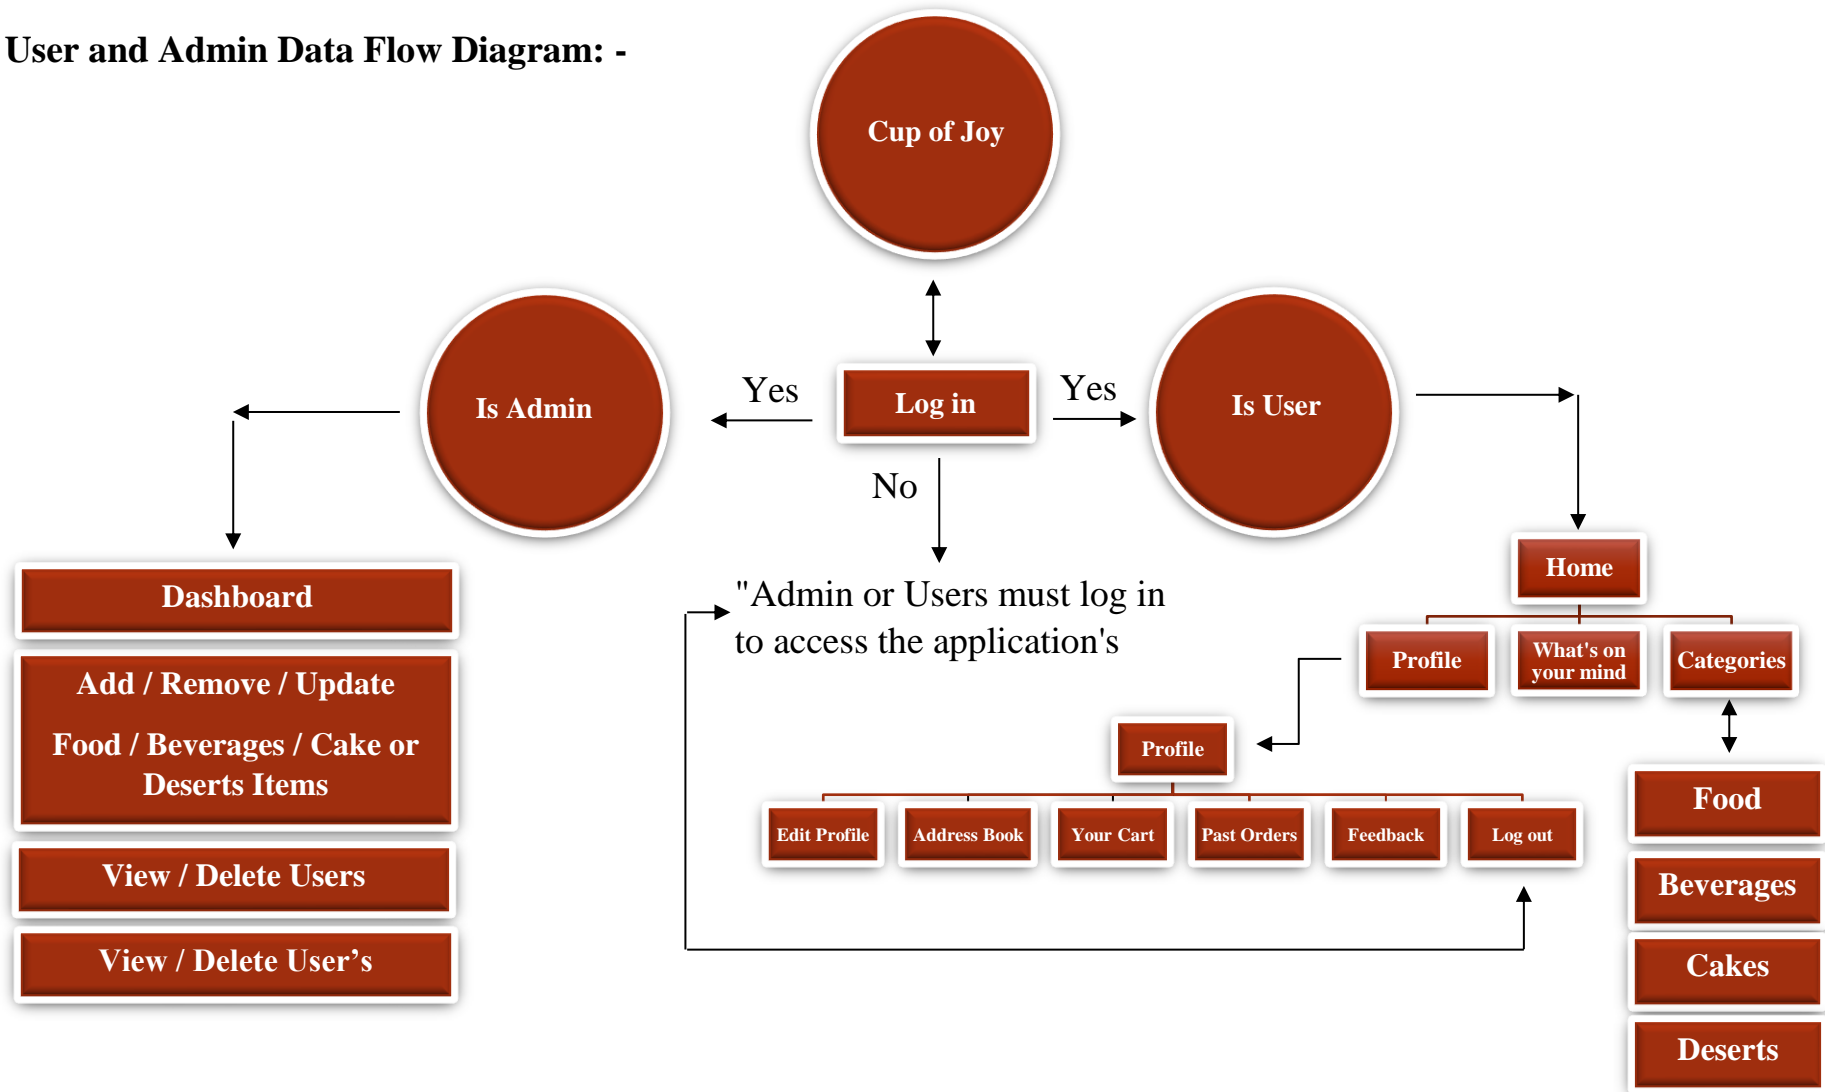 User and Admin Data Flow Diagram: -
Cup of Joy
Is Admin
Yes
Log in
Yes
Is User
No
"Admin or Users must log in
to access the application's
Dashboard
Add / Remove / Update
Food / Beverages / Cake or
Deserts Items
View / Delete Users
View / Delete User’s
Home
Profile
What's on
your mind
Categories
Profile
Edit Profile
Address Book
Your Cart
Past Orders
Feedback
Log out
Food
Beverages
Cakes
Deserts